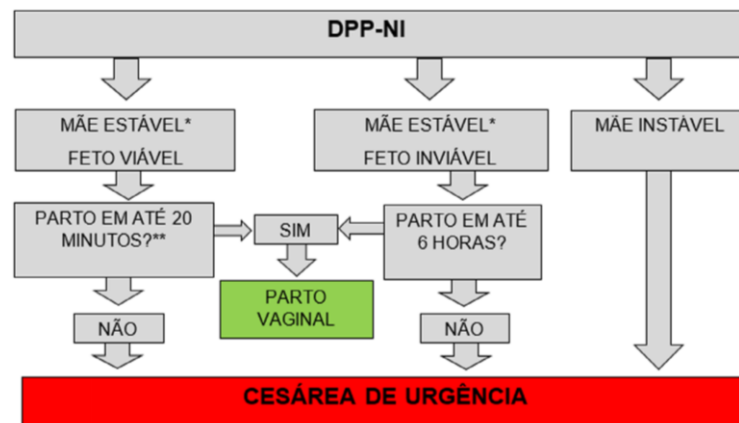 DPP-NI
MÃE ESTÁVEL*
FETO VIÁVEL
MÃE ESTÁVEL*
FETO INVIÁVEL
MÃE INSTÁVEL
PARTO EM ATÉ 20
MINUTOS?**
SIM
PARTO EM ATÉ
6 HORAS?
PARTO
VAGINAL
NÃO
NÃO
CESÁREA DE URGÊNCIA